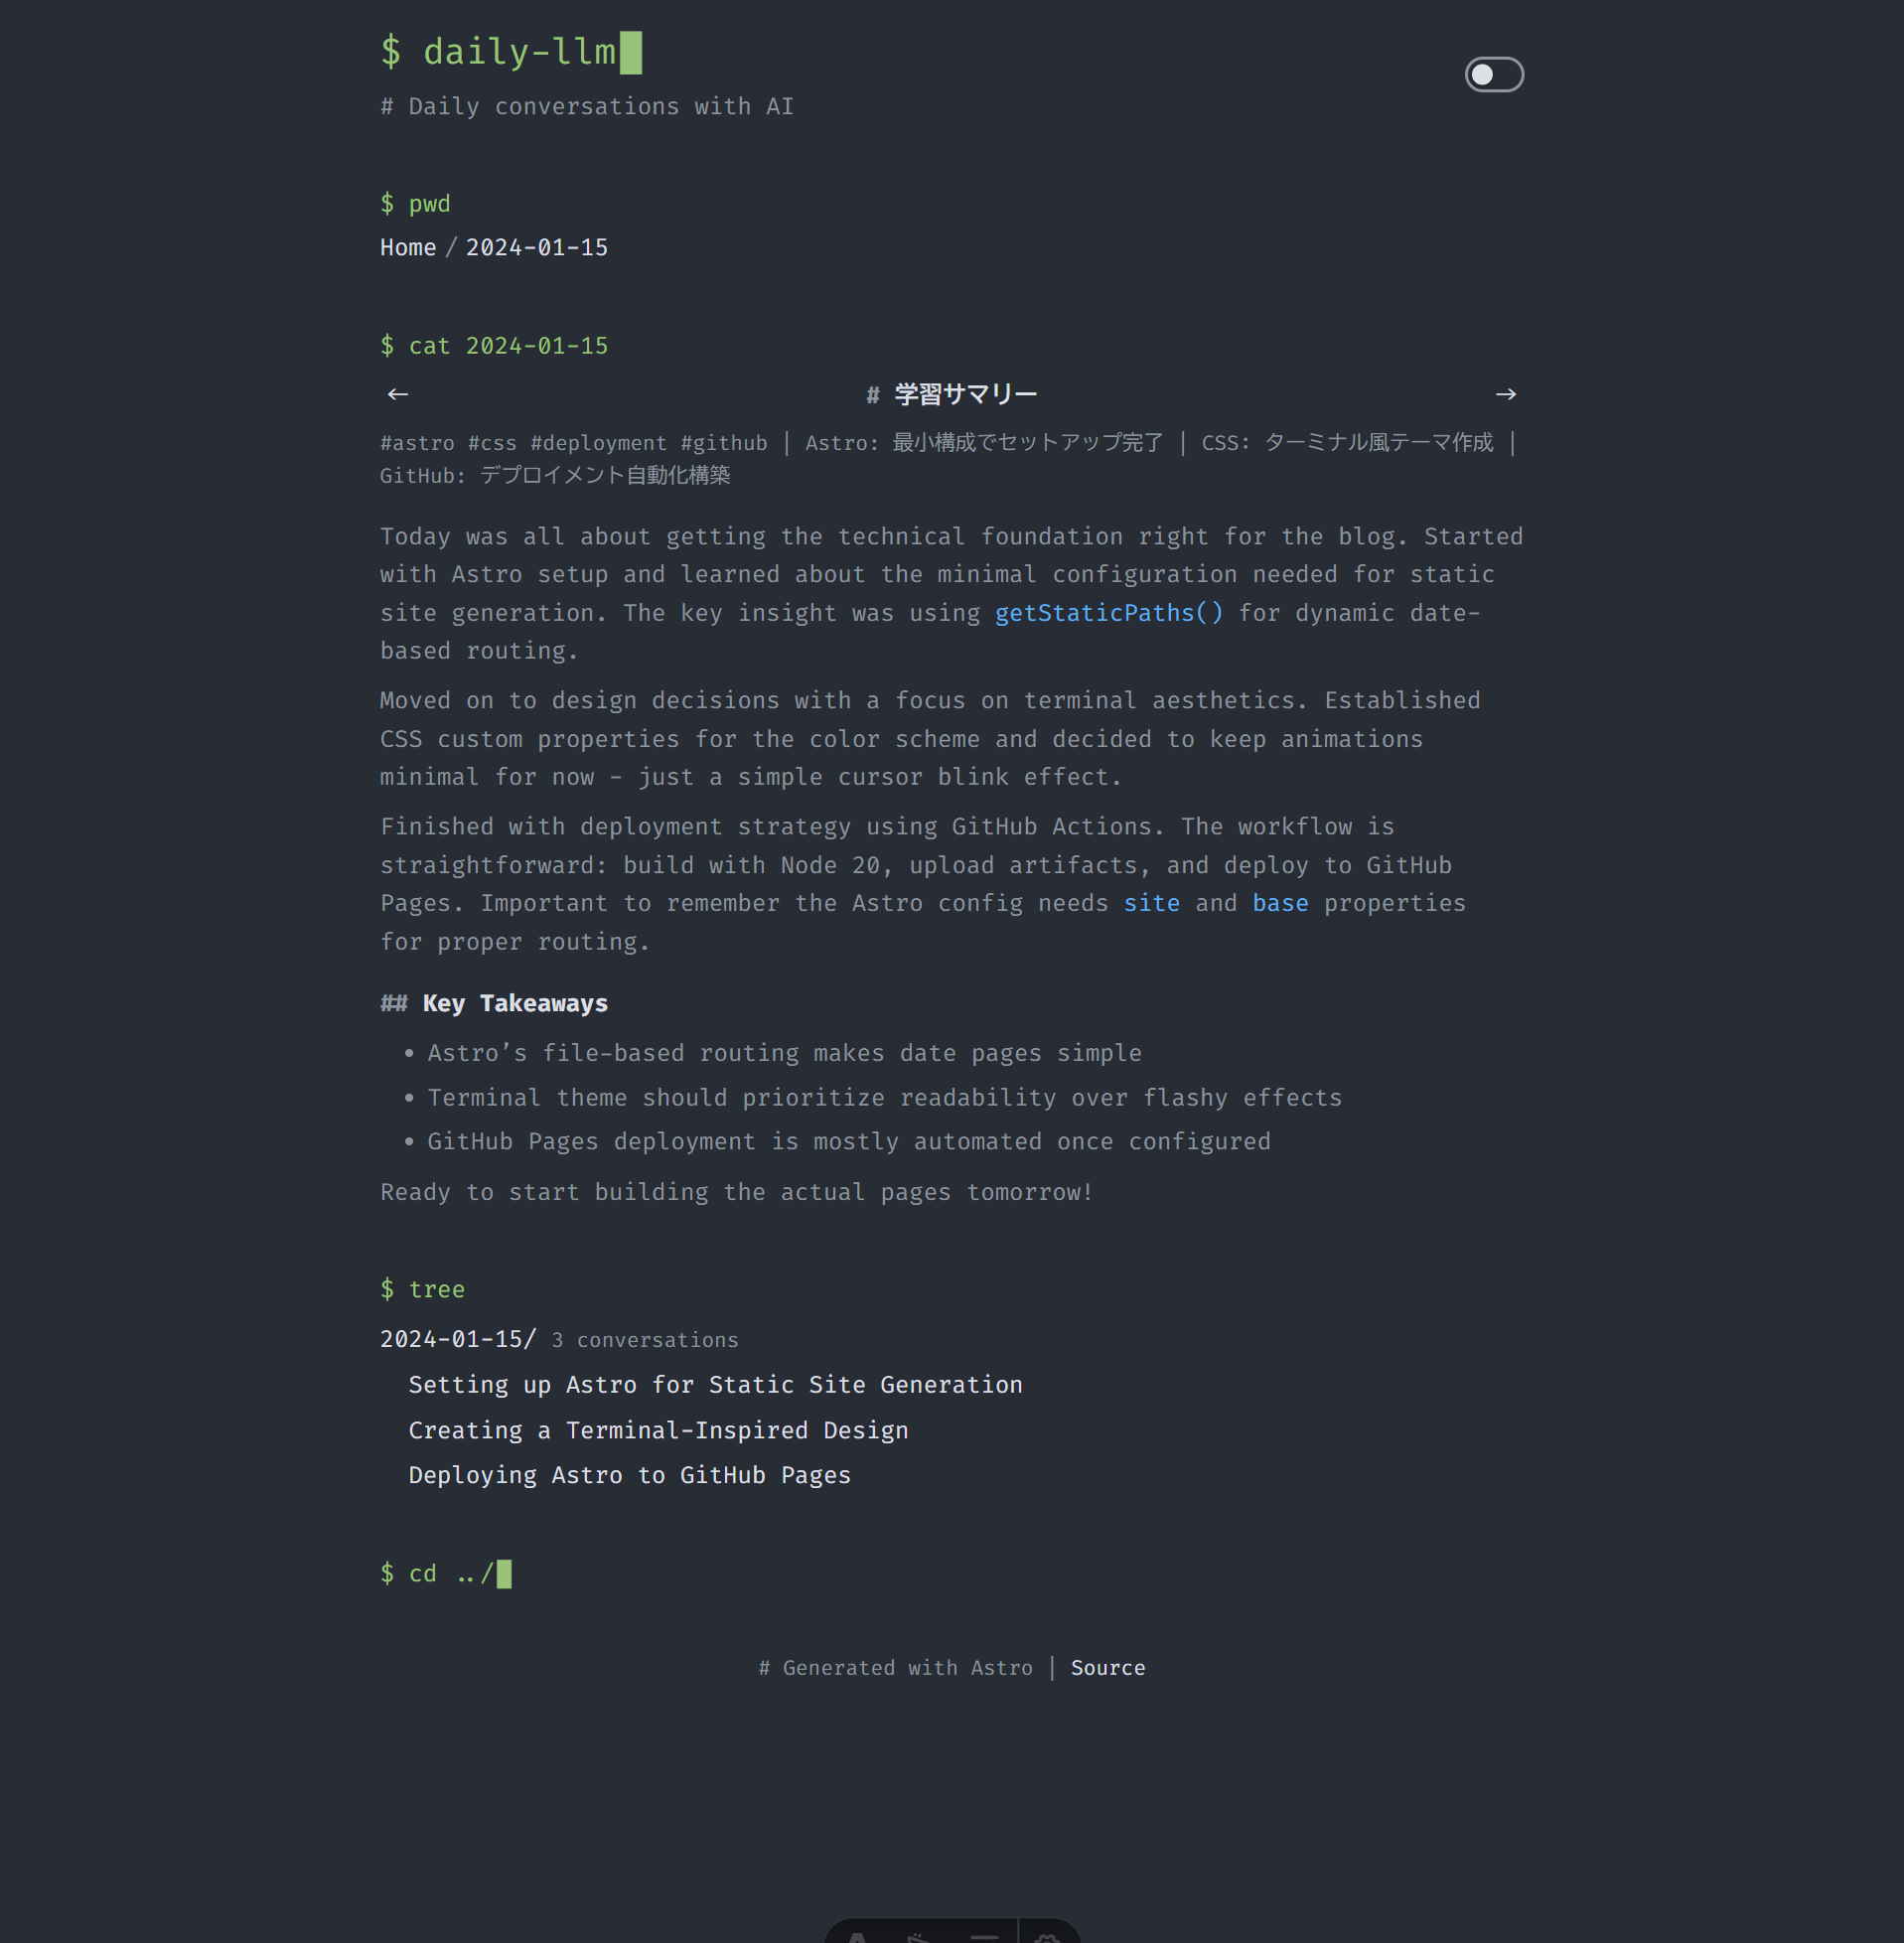 $ daily-llm
# Daily conversations with AI
$ pwd
Home / 2024-01-15
$ cat 2024-01-15
← # 学習サマリー →
#astro #css #deployment #github | Astro: 最小構成でセットアップ完了 | CSS: ターミナル風テーマ作成 |
GitHub: デプロイメント自動化構築
Today was all about getting the technical foundation right for the blog. Started
with Astro setup and learned about the minimal configuration needed for static
site generation. The key insight was using getStaticPaths() for dynamic date-
based routing.
Moved on to design decisions with a focus on terminal aesthetics. Established
CSS custom properties for the color scheme and decided to keep animations
minimal for now - just a simple cursor blink effect.
Finished with deployment strategy using GitHub Actions. The workflow is
straightforward: build with Node 20, upload artifacts, and deploy to GitHub
Pages. Important to remember the Astro config needs site and base properties
for proper routing.
## Key Takeaways
• Astro’s file-based routing makes date pages simple
• Terminal theme should prioritize readability over flashy effects
• GitHub Pages deployment is mostly automated once configured
Ready to start building the actual pages tomorrow!
$ tree
2024-01-15/ 3 conversations
Setting up Astro for Static Site Generation
Creating a Terminal-Inspired Design
Deploying Astro to GitHub Pages
$ cd ../
# Generated with Astro | Source